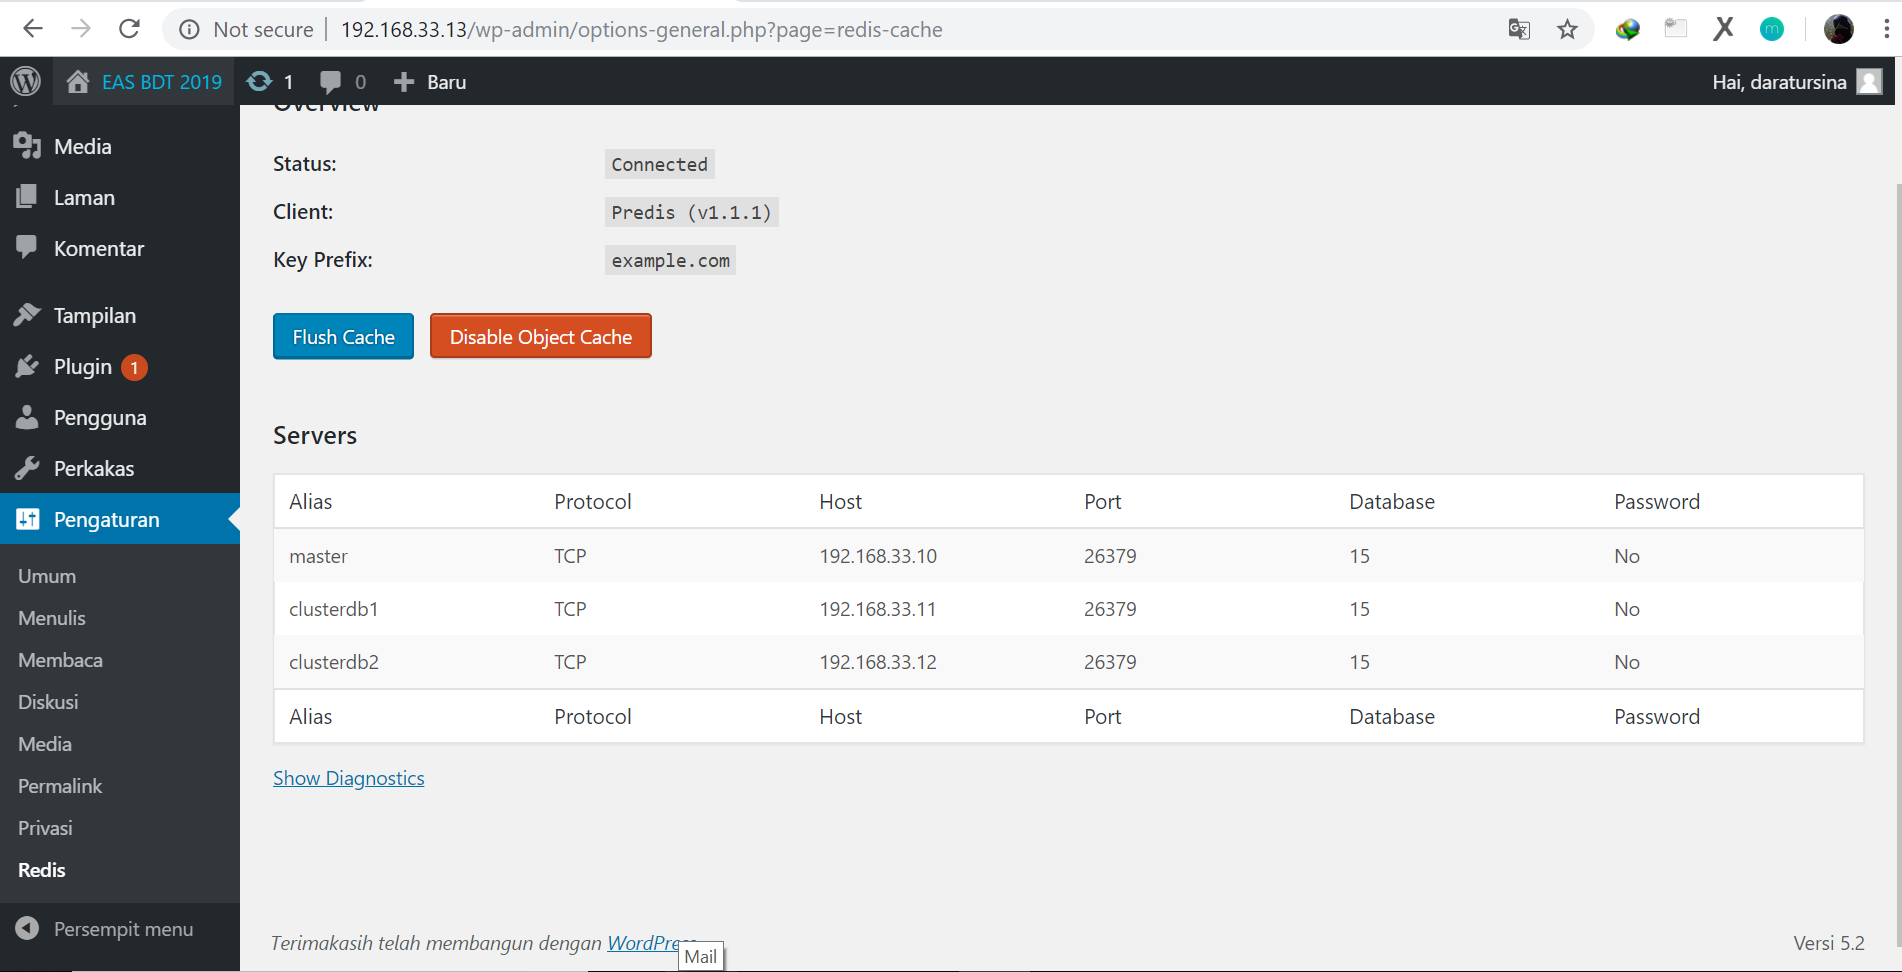 Not secure | 192.168.33.13/wp-admin/options-general.php?page=redis-cache
m
EAS BDT 2019 1 0 Baru Hai, daratursina
Media
Laman
Komentar
Tampilan
Plugin 1
Pengguna
Perkakas
Pengaturan
Umum
Menulis
Membaca
Diskusi
Media
Permalink
Privasi
Redis
Persempit menu
Overview
Status: Connected
Client: Predis (v1.1.1)
Key Prefix: example.com
Flush Cache Disable Object Cache
Servers
Alias Protocol Host Port Database Password
master TCP 192.168.33.10 26379 15 No
clusterdb1 TCP 192.168.33.11 26379 15 No
clusterdb2 TCP 192.168.33.12 26379 15 No
Alias Protocol Host Port Database Password
Show Diagnostics
Terimakasih telah membangun dengan WordPress Versi 5.2
Mail